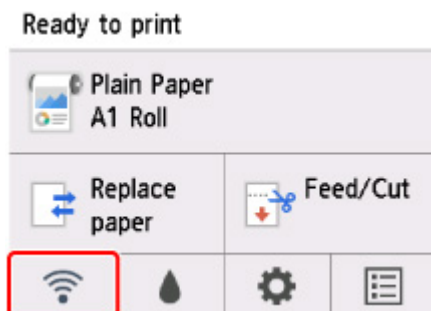 Ready to print
Plain Paper
A1 Roll
Replace
paper
Feed/Cut